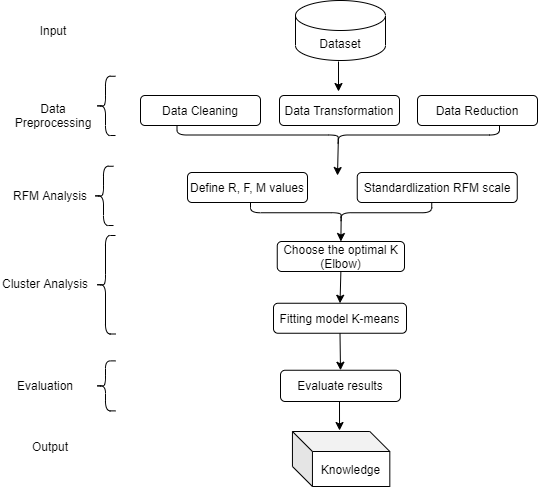 Input
Dataset
Data
Preprocessing
Data Cleaning
Data Transformation
Data Reduction
RFM Analysis
Define R, F, M values
Standardlization RFM scale
Cluster Analysis
Choose the optimal K
(Elbow)
Fitting model K-means
Evaluation
Evaluate results
Output
Knowledge